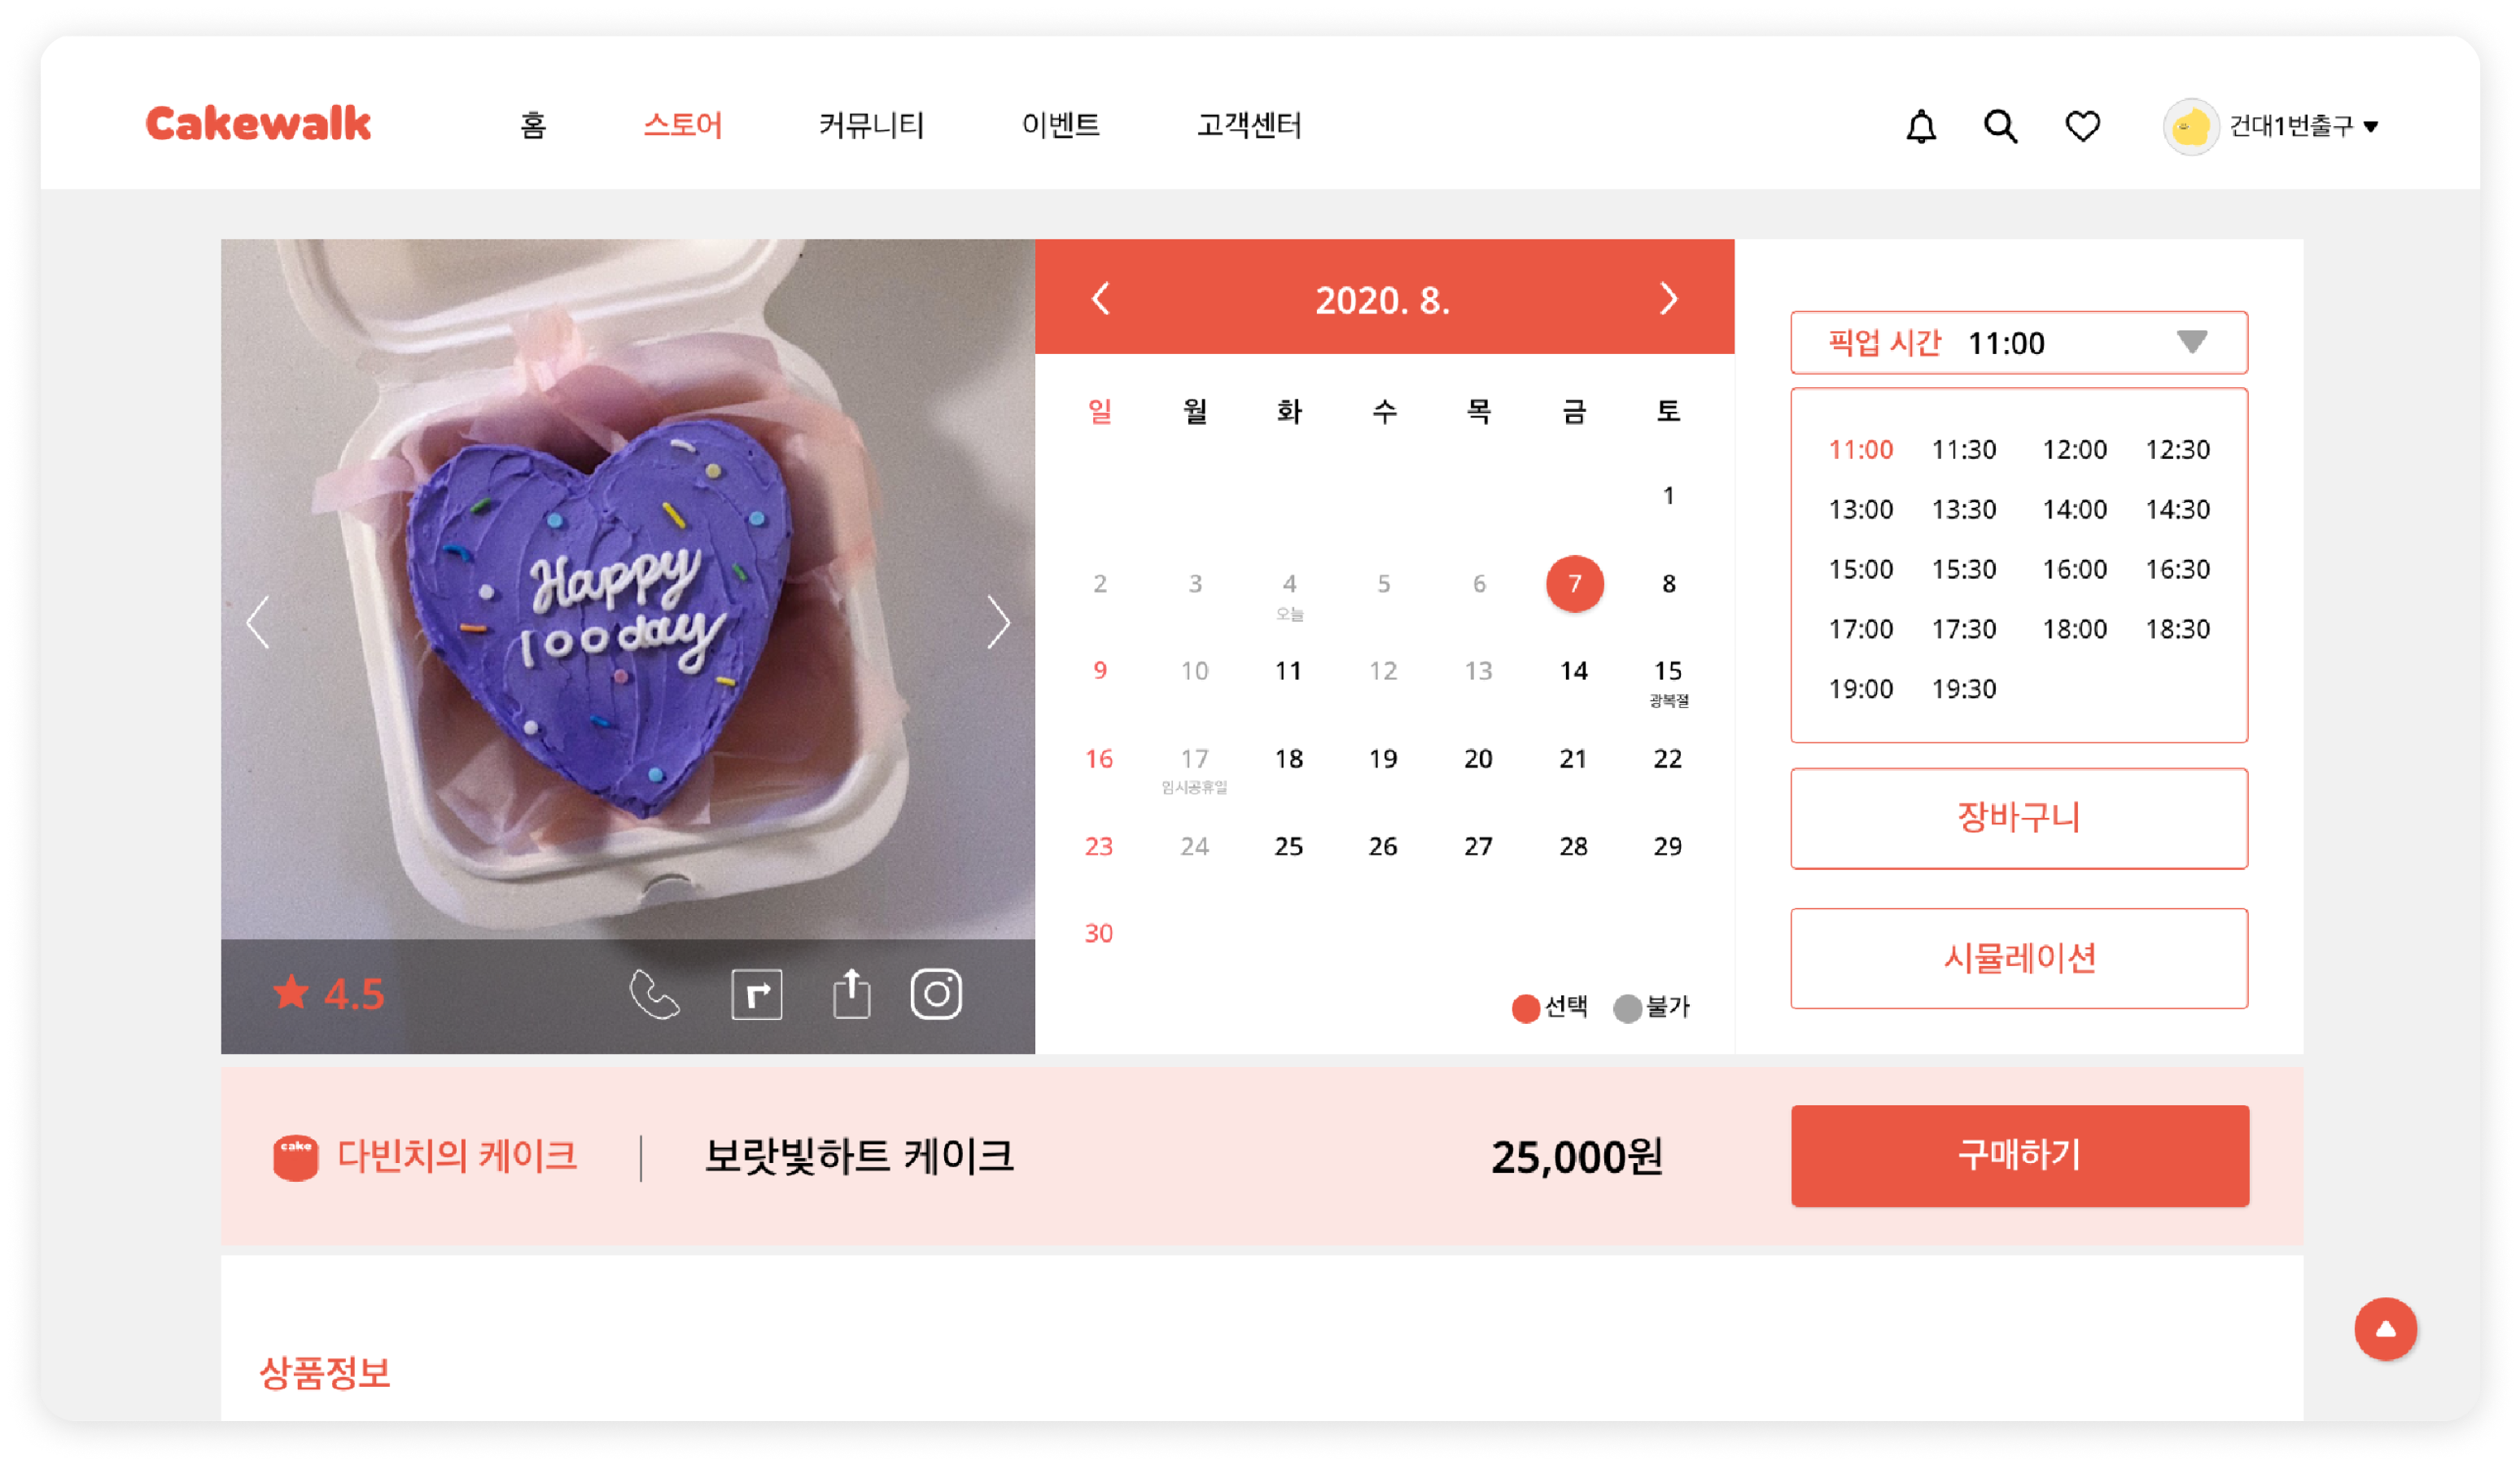 Cakewalk 홈 스토어 커뮤니티 이벤트 고객센터 건대1번출구
Happy
100day
4.5
2020. 8.
일 월 화 수 목 금 토
1
2 3 4 5 6 7 8
오늘
9 10 11 12 13 14 15
광복절
16 17 18 19 20 21 22
임시공휴일
23 24 25 26 27 28 29
30
선택 불가
픽업 시간 11:00
11:00 11:30 12:00 12:30
13:00 13:30 14:00 14:30
15:00 15:30 16:00 16:30
17:00 17:30 18:00 18:30
19:00 19:30
장바구니
시뮬레이션
cake 다빈치의 케이크 보랏빛하트 케이크 25,000원 구매하기
상품정보